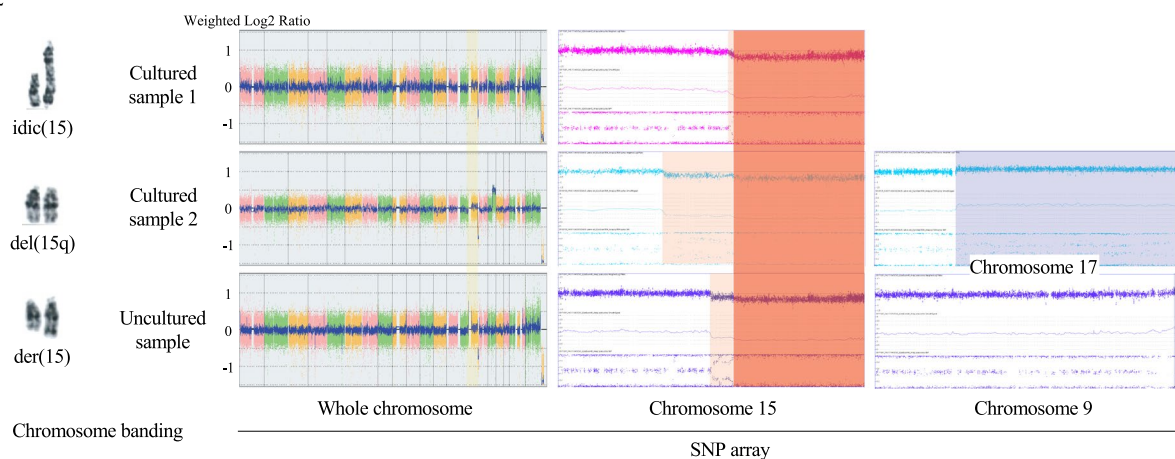 Weighted Log2 Ratio
idic(15)
Cultured
sample 1
1
0
-1
del(15q)
Cultured
sample 2
1
0
-1
Chromosome 17
der(15)
Uncultured
sample
1
0
-1
Whole chromosome
Chromosome 15
Chromosome 9
Chromosome banding
SNP array